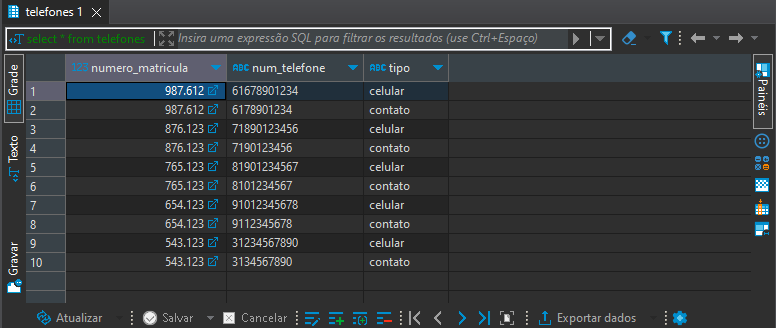 telefones 1
select * from telefones
Insira uma expressão SQL para filtrar os resultados (use Ctrl+Espaço)
Grade
Texto
Gravar
123 numero_matricula
ABC num_telefone
ABC tipo
1 987.612 61678901234 celular
2 987.612 6178901234 contato
3 876.123 71890123456 celular
4 876.123 7190123456 contato
5 765.123 81901234567 celular
6 765.123 8101234567 contato
7 654.123 91012345678 celular
8 654.123 9112345678 contato
9 543.123 31234567890 celular
10 543.123 3134567890 contato
Painéis
Atualizar
Salvar
Cancelar
Exportar dados